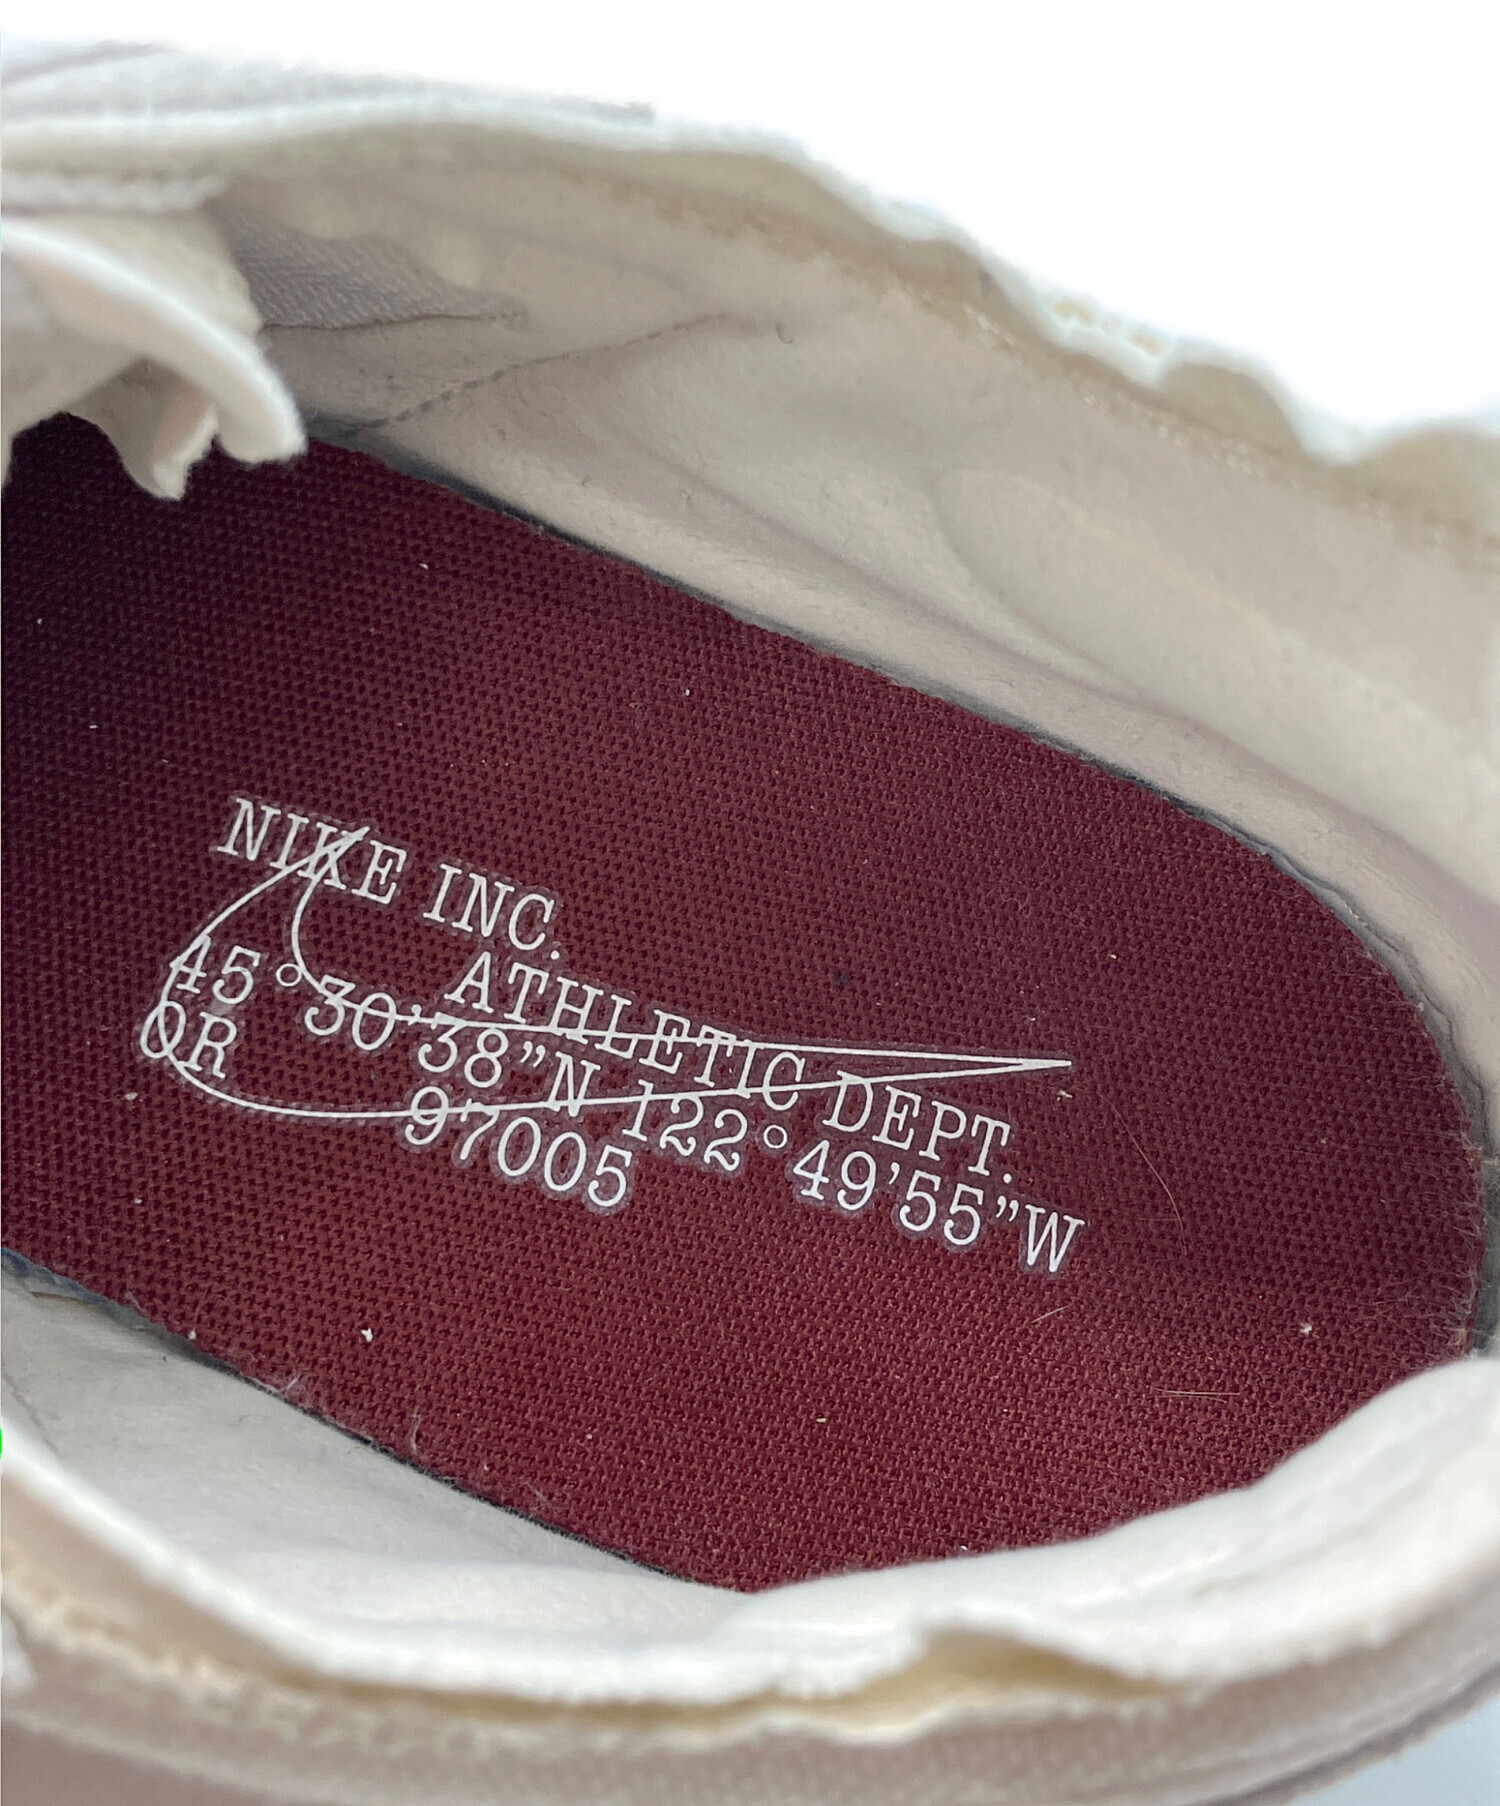 NIKE INC.
ATHLETIC DEPT.
45°30’38”N 122°49’55”W
OR 97005